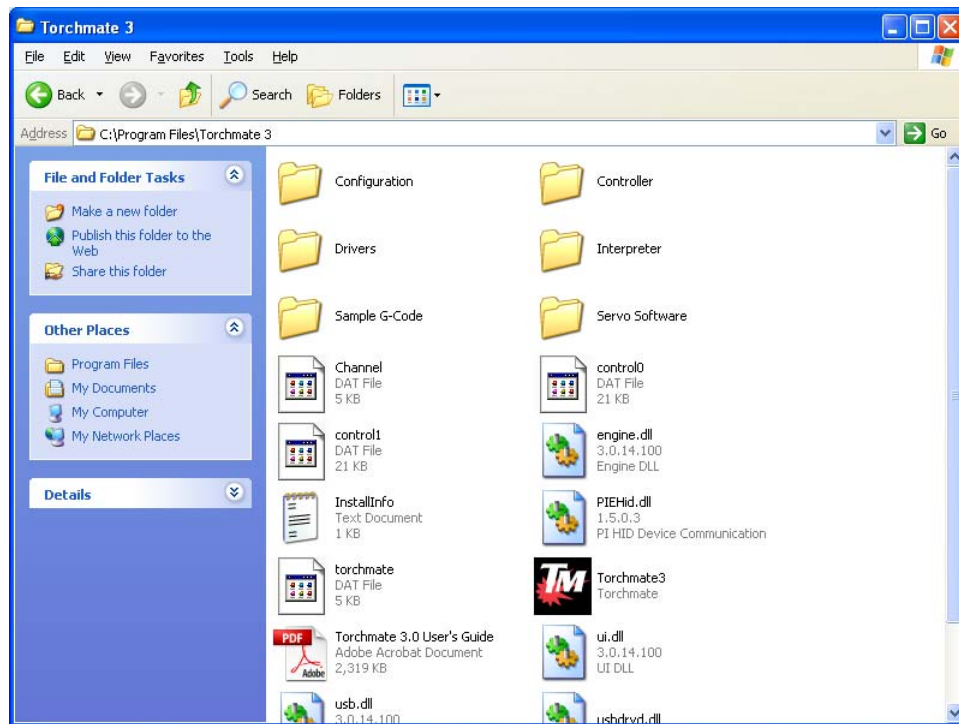 Torchmate 3
File Edit View Favorites Tools Help
Back Search Folders
Address C:\Program Files\Torchmate 3 Go
File and Folder Tasks
Make a new folder
Publish this folder to the
Web
Share this folder
Other Places
Program Files
My Documents
My Computer
My Network Places
Details
Configuration
Controller
Drivers
Interpreter
Sample G-Code
Servo Software
Channel
DAT File
5 KB
control0
DAT File
21 KB
control1
DAT File
21 KB
engine.dll
3.0.14.100
Engine DLL
InstallInfo
Text Document
1 KB
PIEHid.dll
1.5.0.3
PI HID Device Communication
torchmate
DAT File
5 KB
TM
Torchmate3
Torchmate
PDF
Adobe
Torchmate 3.0 User's Guide
Adobe Acrobat Document
2,319 KB
ui.dll
3.0.14.100
UI DLL
usb.dll
3.0.14.100
usbdrvd.dll